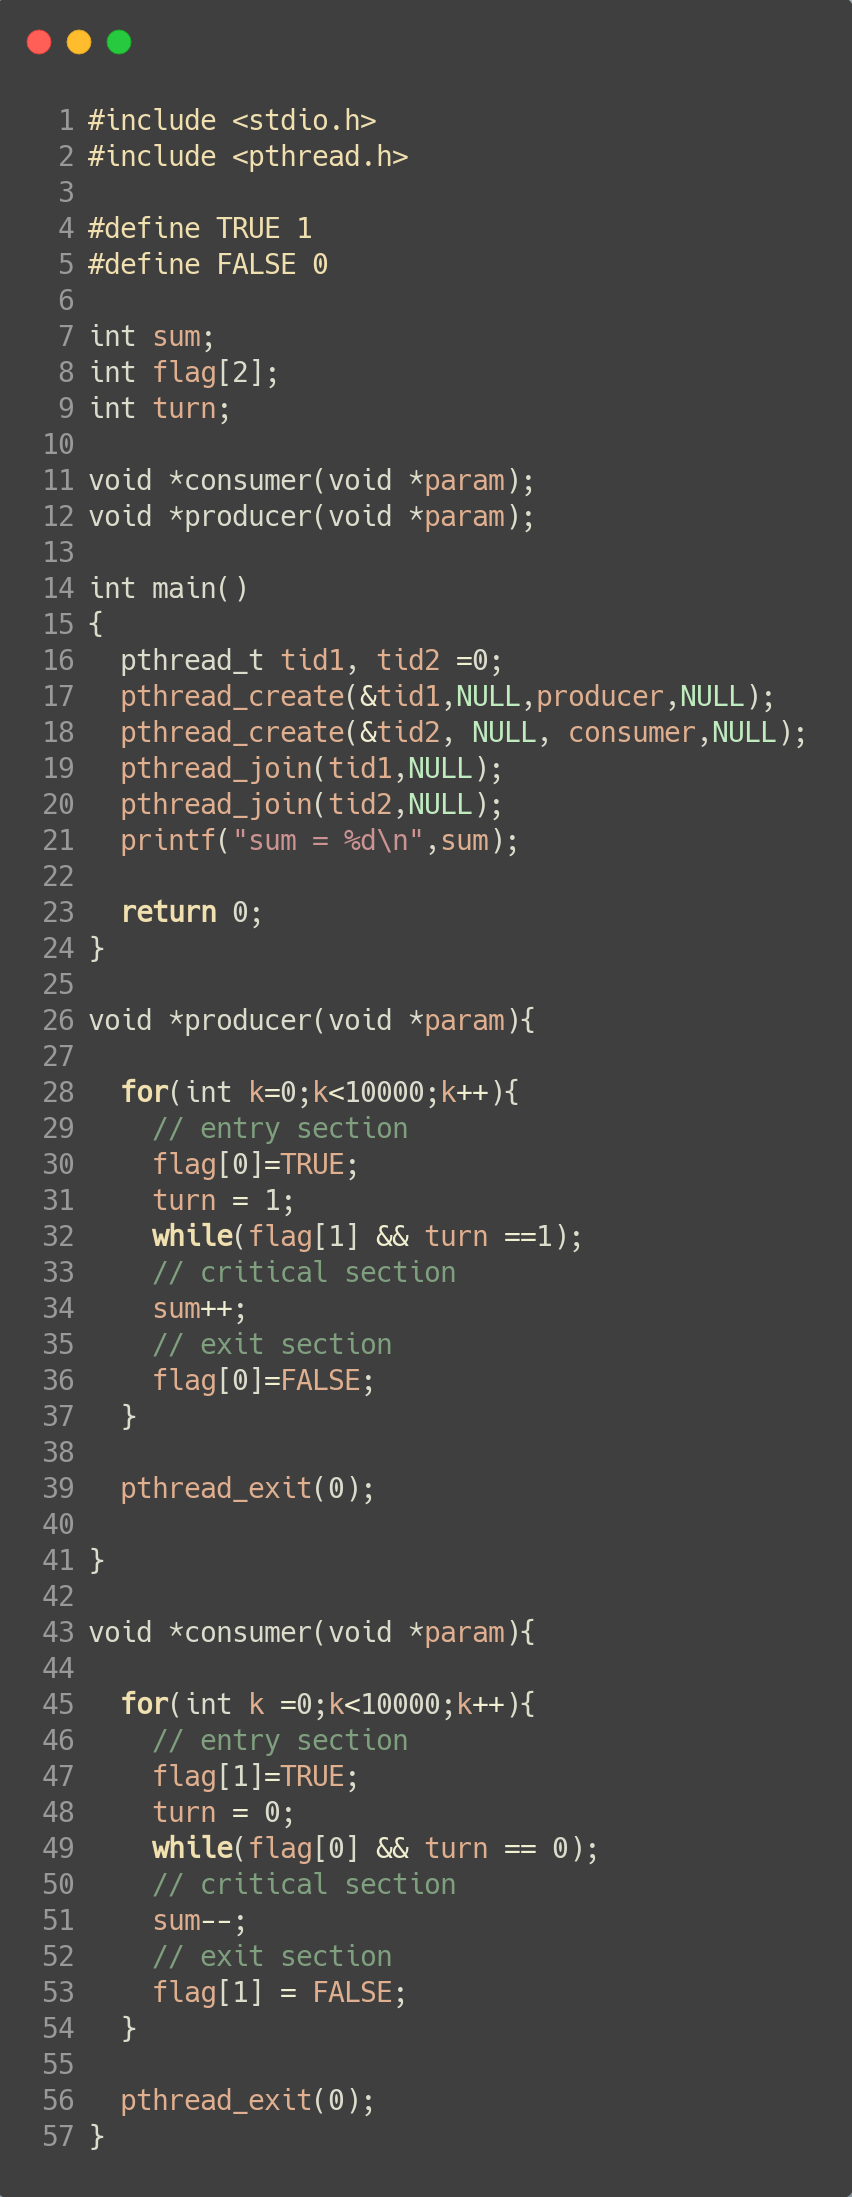 1 #include <stdio.h>
2 #include <pthread.h>
3
4 #define TRUE 1
5 #define FALSE 0
6
7 int sum;
8 int flag[2];
9 int turn;
10
11 void *consumer(void *param);
12 void *producer(void *param);
13
14 int main()
15 {
16   pthread_t tid1, tid2 =0;
17   pthread_create(&tid1,NULL,producer,NULL);
18   pthread_create(&tid2, NULL, consumer,NULL);
19   pthread_join(tid1,NULL);
20   pthread_join(tid2,NULL);
21   printf("sum = %d\n",sum);
22
23   return 0;
24 }
25
26 void *producer(void *param){
27
28   for(int k=0;k<10000;k++){
29     // entry section
30     flag[0]=TRUE;
31     turn = 1;
32     while(flag[1] && turn ==1);
33     // critical section
34     sum++;
35     // exit section
36     flag[0]=FALSE;
37   }
38
39   pthread_exit(0);
40
41 }
42
43 void *consumer(void *param){
44
45   for(int k =0;k<10000;k++){
46     // entry section
47     flag[1]=TRUE;
48     turn = 0;
49     while(flag[0] && turn == 0);
50     // critical section
51     sum--;
52     // exit section
53     flag[1] = FALSE;
54   }
55
56   pthread_exit(0);
57 }